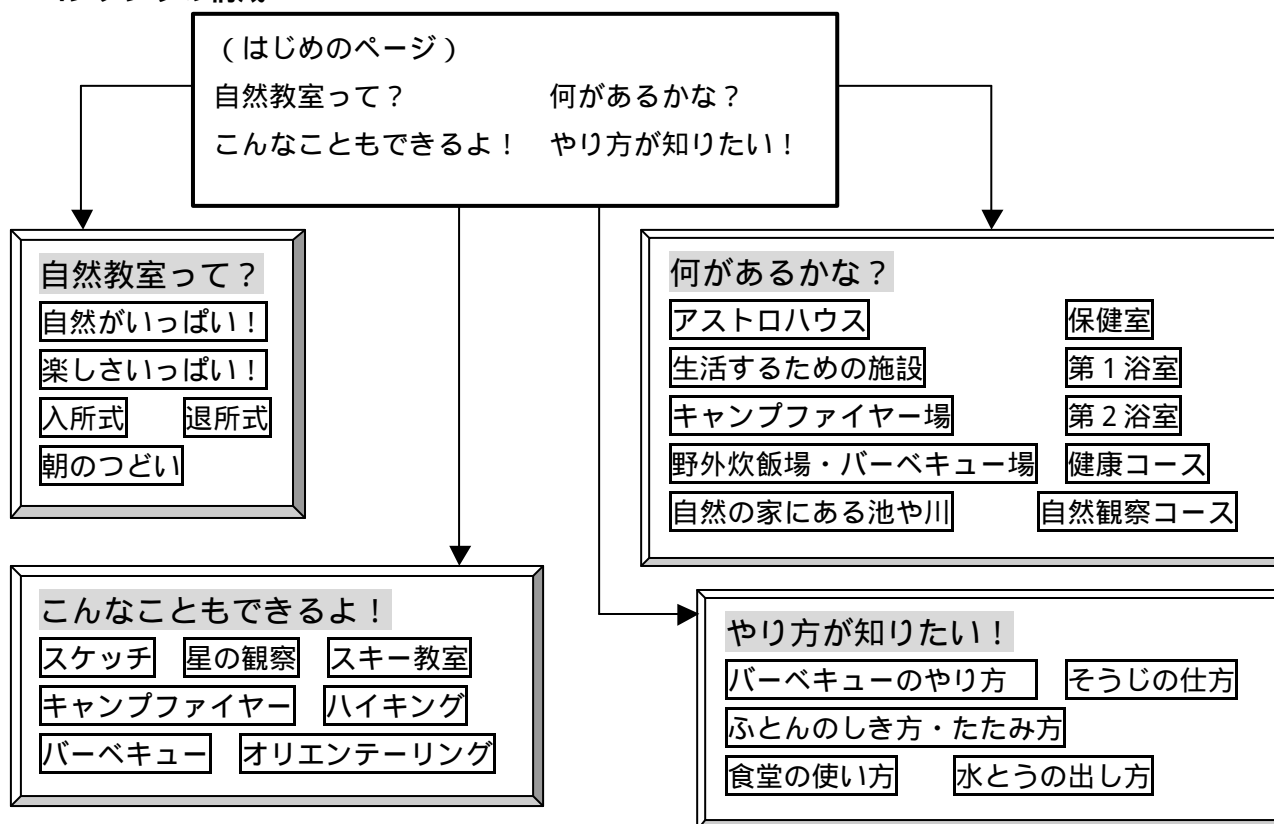 （はじめのページ）
自然教室って？　何があるかな？
こんなこともできるよ！　やり方が知りたい！
自然教室って？
自然がいっぱい！
楽しさいっぱい！
入所式　退所式
朝のつどい
何があるかな？
アストロハウス　保健室
生活するための施設　第１浴室
キャンプファイヤー場　第２浴室
野外炊飯場・バーベキュー場　健康コース
自然の家にある池や川　自然観察コース
こんなこともできるよ！
スケッチ　星の観察　スキー教室
キャンプファイヤー　ハイキング
バーベキュー　オリエンテーリング
やり方が知りたい！
バーベキューのやり方　そうじの仕方
ふとんのしき方・たたみ方
食堂の使い方　水とうの出し方